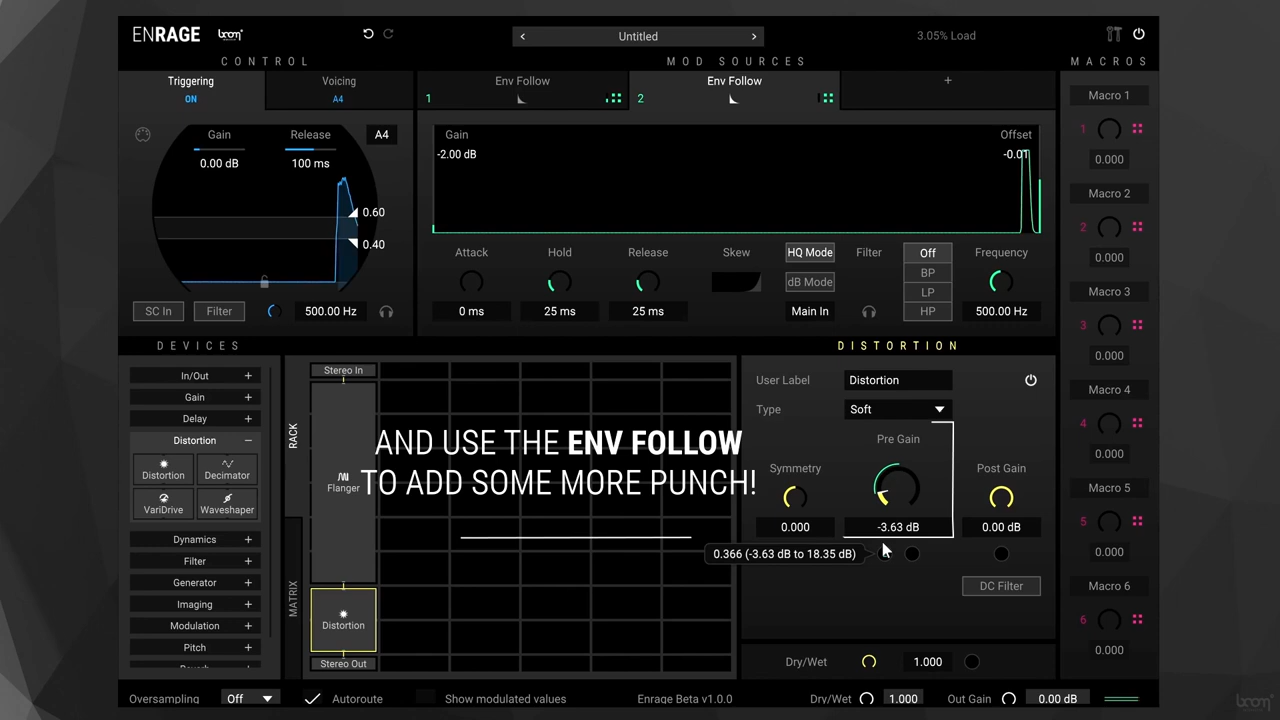 ENRAGE
boom
<
Untitled
>
3.05% Load
CONTROL
MOD SOURCES
MACROS
Triggering
ON
Voicing
A4
Env Follow
1
Env Follow
2
+
Gain
0.00 dB
Release
100 ms
A4
0.60
0.40
SC In
Filter
500.00 Hz
Gain
-2.00 dB
Offset
-0.01
Attack
Hold
Release
Skew
HQ Mode
Filter
Off
Frequency
dB Mode
BP
LP
0 ms
25 ms
25 ms
Main In
HP
500.00 Hz
Macro 1
1
0.000
Macro 2
2
0.000
Macro 3
3
0.000
Macro 4
4
0.000
Macro 5
5
0.000
Macro 6
6
0.000
DEVICES
In/Out +
Gain +
Delay +
Distortion −
Distortion
Decimator
VariDrive
Waveshaper
Dynamics +
Filter +
Generator +
Imaging +
Modulation +
Pitch +
RACK
MATRIX
Stereo In
Flanger
Distortion
Stereo Out
AND USE THE ENV FOLLOW
TO ADD SOME MORE PUNCH!
DISTORTION
User Label
Distortion
Type
Soft
Pre Gain
Symmetry
Post Gain
0.000
-3.63 dB
0.00 dB
0.366 (-3.63 dB to 18.35 dB)
DC Filter
Dry/Wet
1.000
Oversampling
Off
Autoroute
Show modulated values
Enrage Beta v1.0.0
Dry/Wet
1.000
Out Gain
0.00 dB
boom